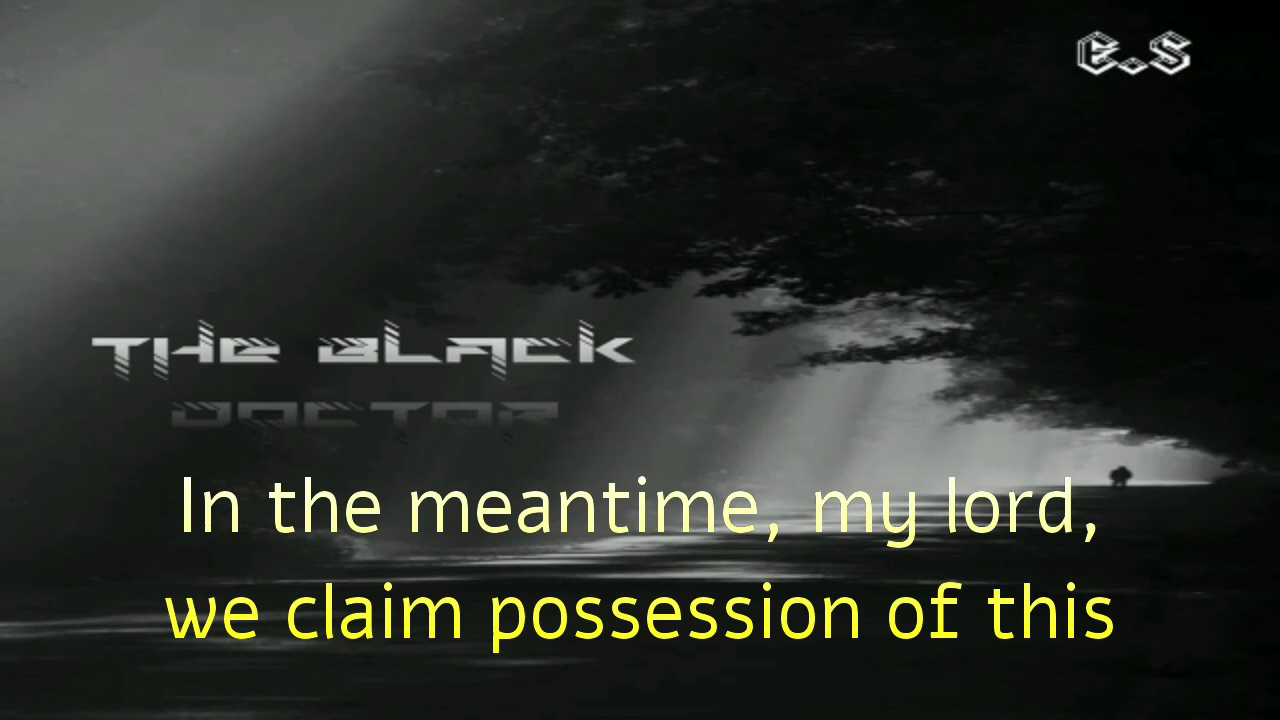 E.S
THE BLACK
DOCTOR
In the meantime, my lord,
we claim possession of this